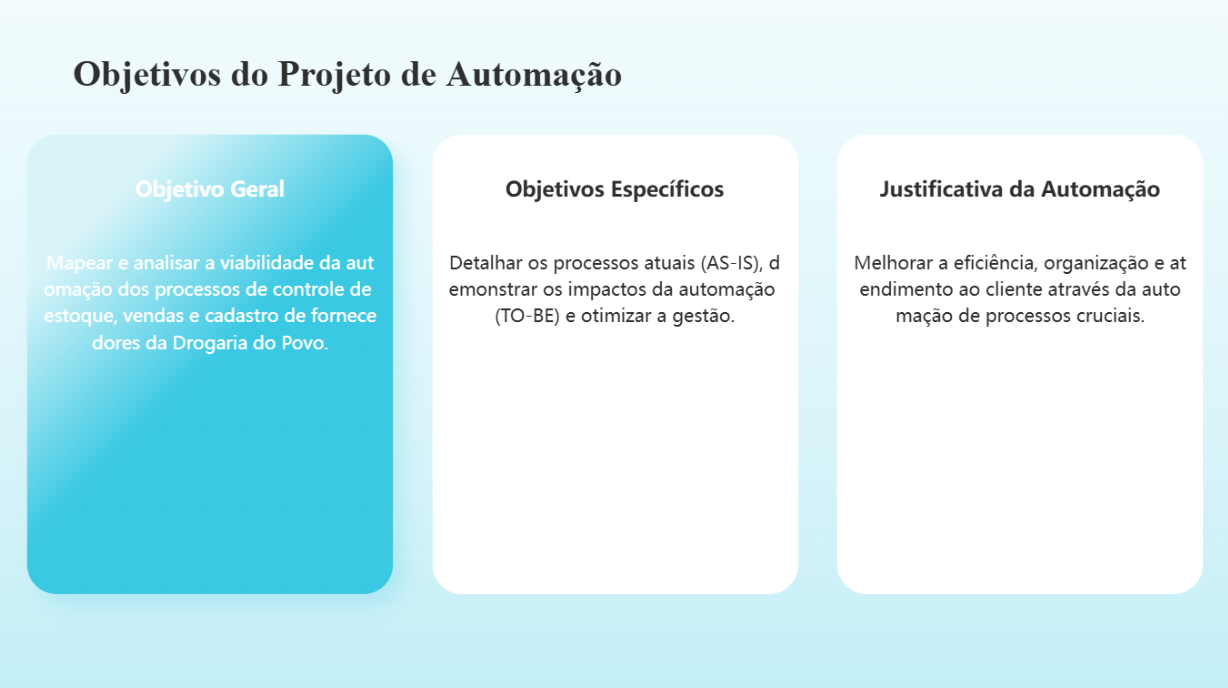 Objetivos do Projeto de Automação
Objetivo Geral
Mapear e analisar a viabilidade da aut
omação dos processos de controle de
estoque, vendas e cadastro de fornece
dores da Drogaria do Povo.
Objetivos Específicos
Detalhar os processos atuais (AS-IS), d
emonstrar os impactos da automação
(TO-BE) e otimizar a gestão.
Justificativa da Automação
Melhorar a eficiência, organização e at
endimento ao cliente através da auto
mação de processos cruciais.